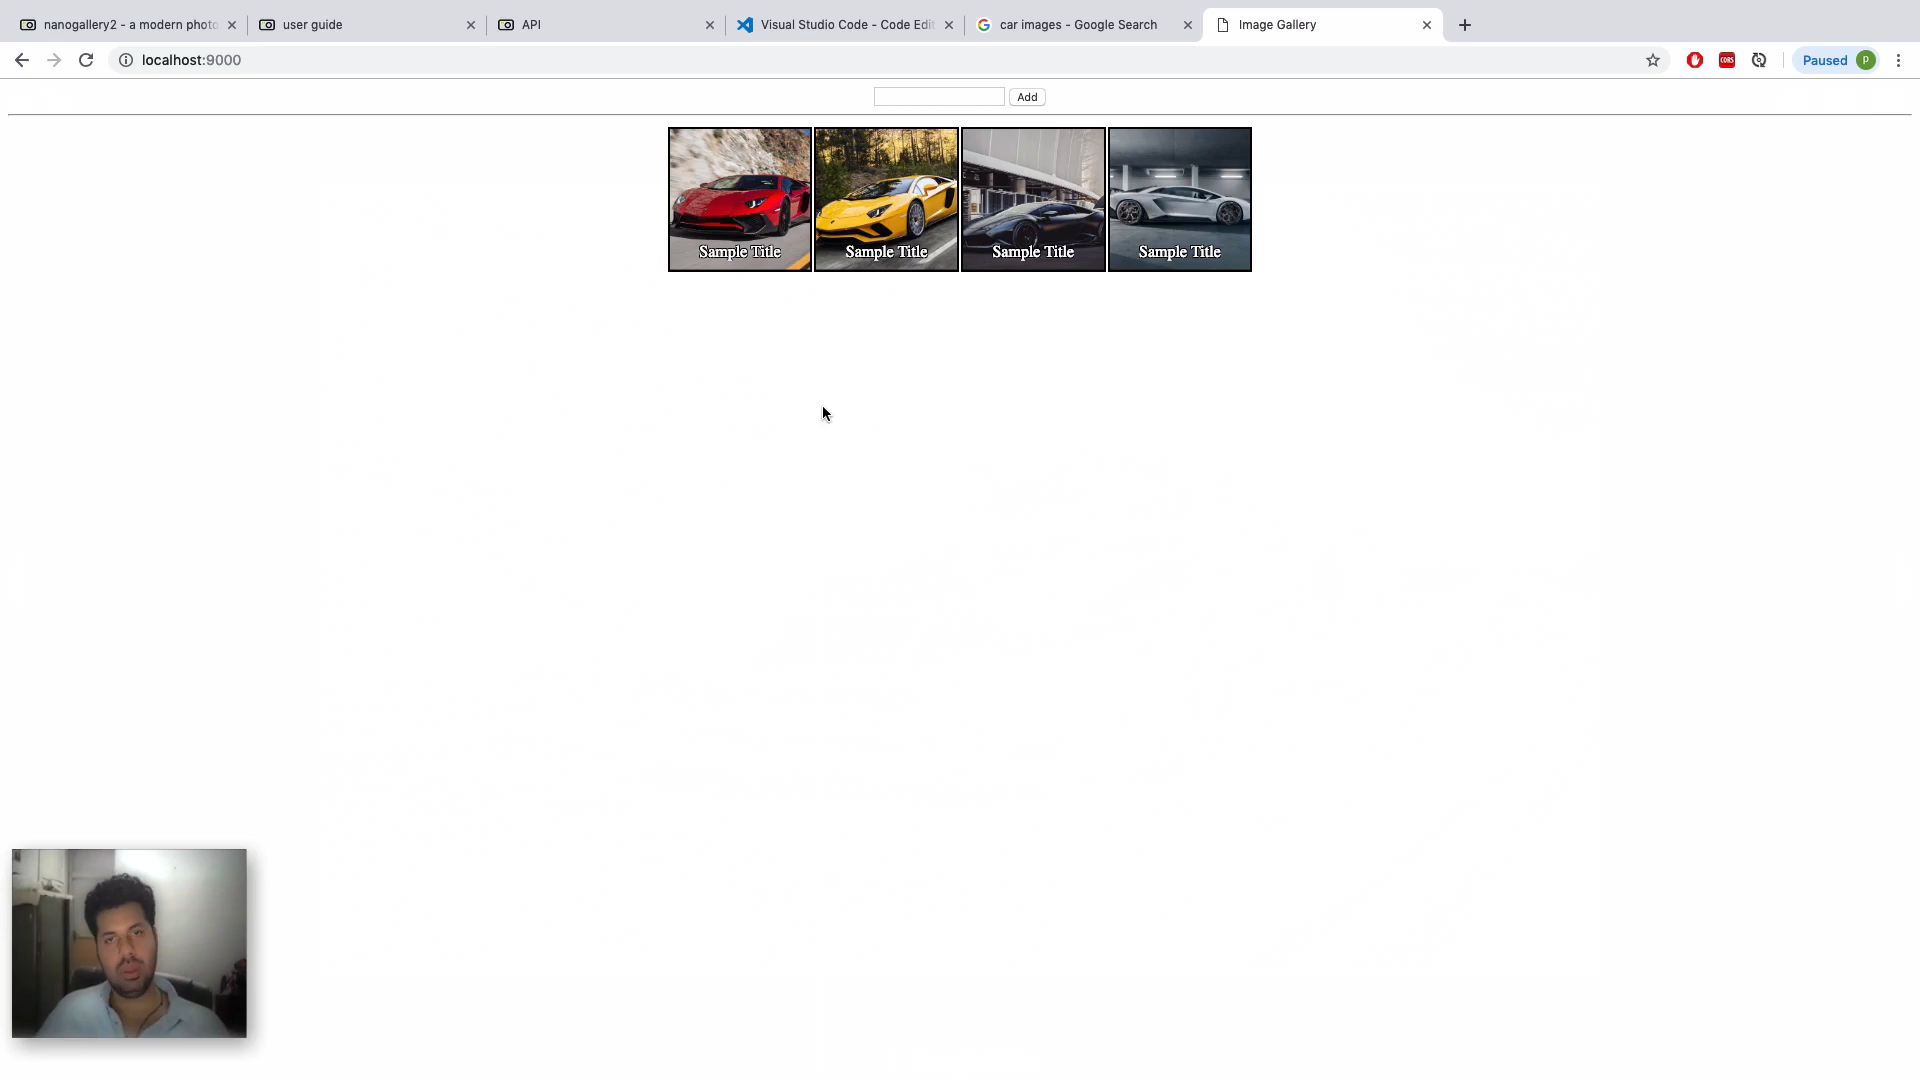 nanogallery2 - a modern photo
user guide
API
Visual Studio Code - Code Edit
car images - Google Search
Image Gallery
localhost:9000
CORS
Paused
P
Add
Sample Title
Sample Title
Sample Title
Sample Title